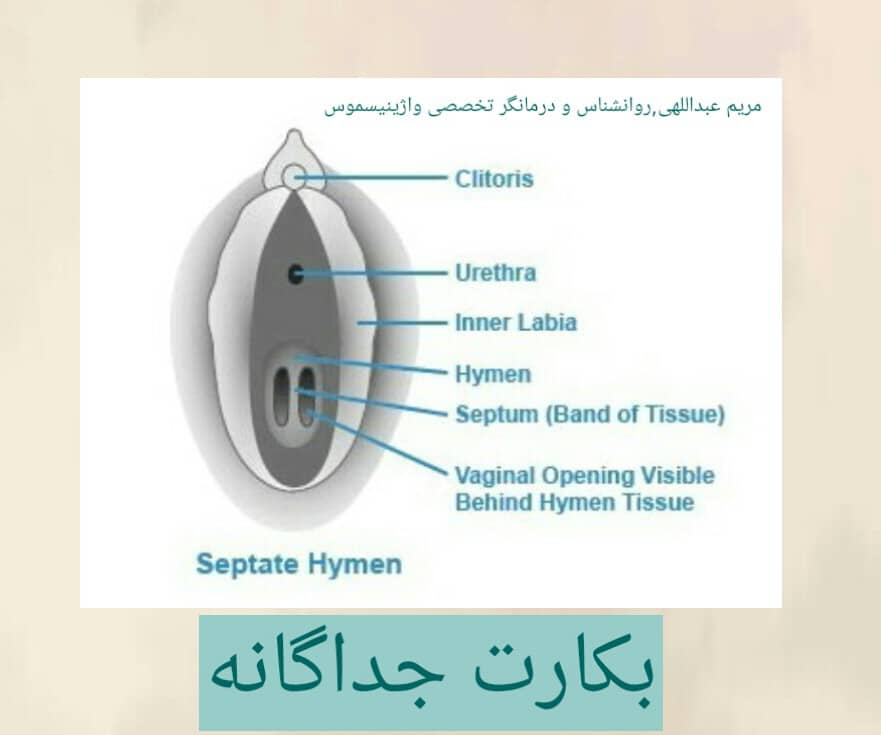 مریم عبداللهی,روانشناس و درمانگر تخصصی واژینیسموس
Clitoris
Urethra
Inner Labia
Hymen
Septum (Band of Tissue)
Vaginal Opening Visible
Behind Hymen Tissue
Septate Hymen
بکارت جداگانه